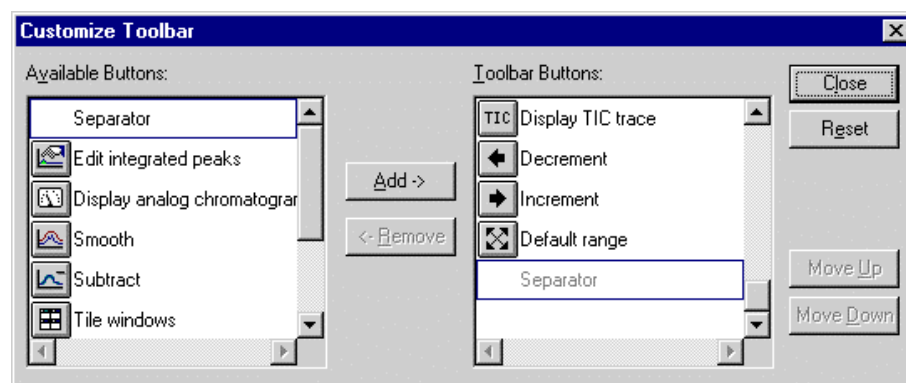 Customize Toolbar
Available Buttons:
Separator
Edit integrated peaks
Display analog chromatogran
Smooth
Subtract
Tile windows
Add ->
<- Remove
Toolbar Buttons:
TIC Display TIC trace
Decrement
Increment
Default range
Separator
Close
Reset
Move Up
Move Down